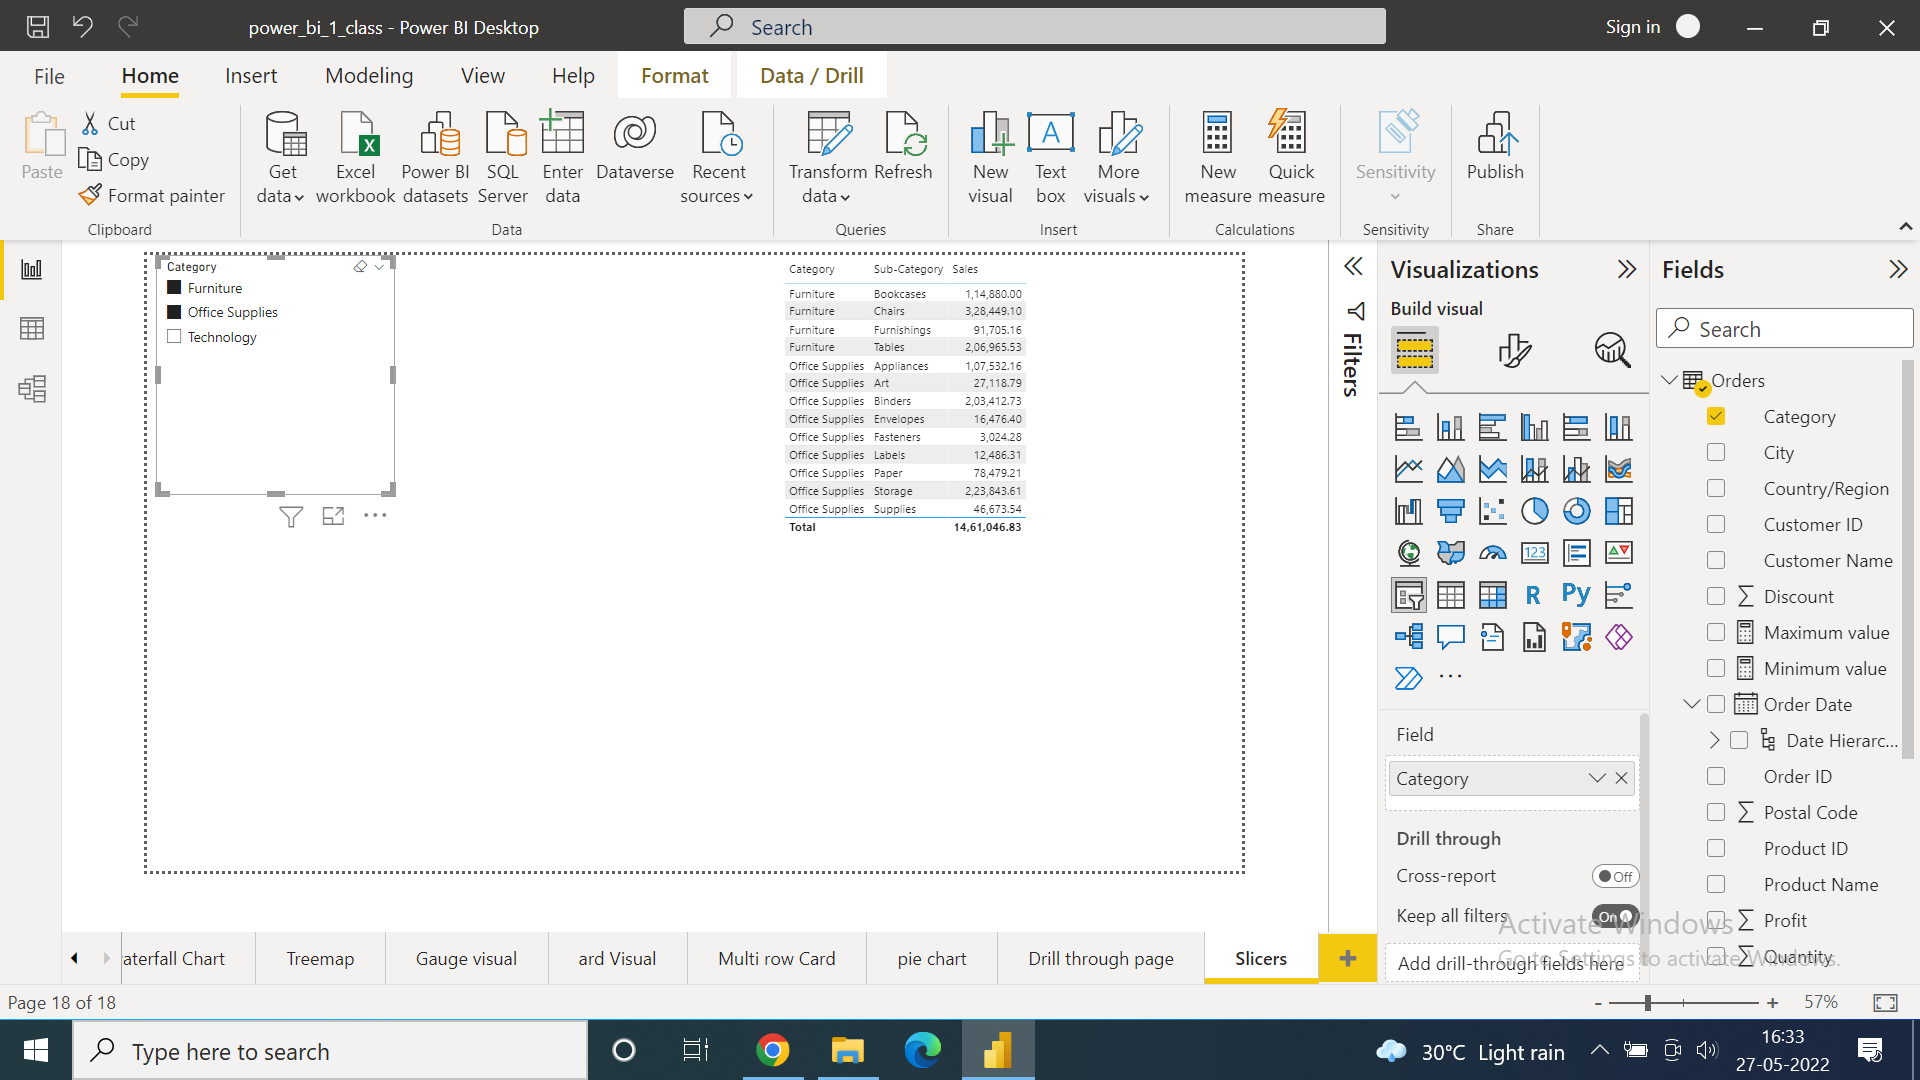 power_bi_1_class - Power BI Desktop
Search
Sign in
File
Home
Insert
Modeling
View
Help
Format
Data / Drill
Paste
Cut
Copy
Format painter
Clipboard
Get data
Excel workbook
Power BI datasets
SQL Server
Enter data
Dataverse
Recent sources
Data
Transform data
Refresh
Queries
New visual
Text box
More visuals
Insert
New measure
Quick measure
Calculations
Sensitivity
Sensitivity
Publish
Share
Category
Furniture
Office Supplies
Technology
Category Sub-Category Sales
Furniture Bookcases 1,14,880.00
Furniture Chairs 3,28,449.10
Furniture Furnishings 91,705.16
Furniture Tables 2,06,965.53
Office Supplies Appliances 1,07,532.16
Office Supplies Art 27,118.79
Office Supplies Binders 2,03,412.73
Office Supplies Envelopes 16,476.40
Office Supplies Fasteners 3,024.28
Office Supplies Labels 12,486.31
Office Supplies Paper 78,479.21
Office Supplies Storage 2,23,843.61
Office Supplies Supplies 46,673.54
Total 14,61,046.83
Filters
Visualizations
Build visual
123
R
Py
Field
Category
Drill through
Cross-report
Off
Keep all filters
On
Add drill-through fields here
Fields
Search
Orders
Category
City
Country/Region
Customer ID
Customer Name
Discount
Maximum value
Minimum value
Order Date
Date Hierarc...
Order ID
Postal Code
Product ID
Product Name
Profit
Quantity
Activate Windows
Go to Settings to activate Windows.
aterfall Chart
Treemap
Gauge visual
ard Visual
Multi row Card
pie chart
Drill through page
Slicers
Page 18 of 18
57%
Type here to search
30°C Light rain
16:33
27-05-2022